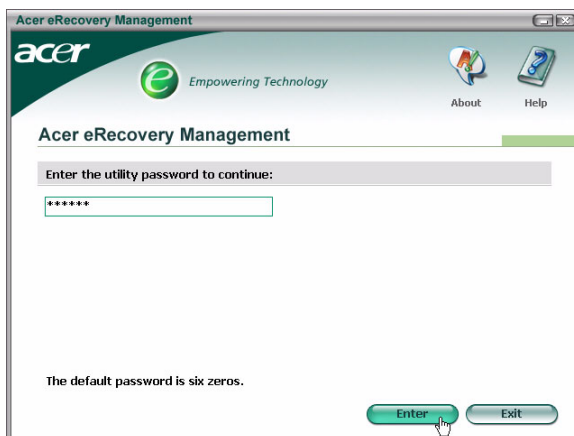 Acer eRecovery Management
acer
e
Empowering Technology
About
Help
Acer eRecovery Management
Enter the utility password to continue:
******
The default password is six zeros.
Enter
Exit